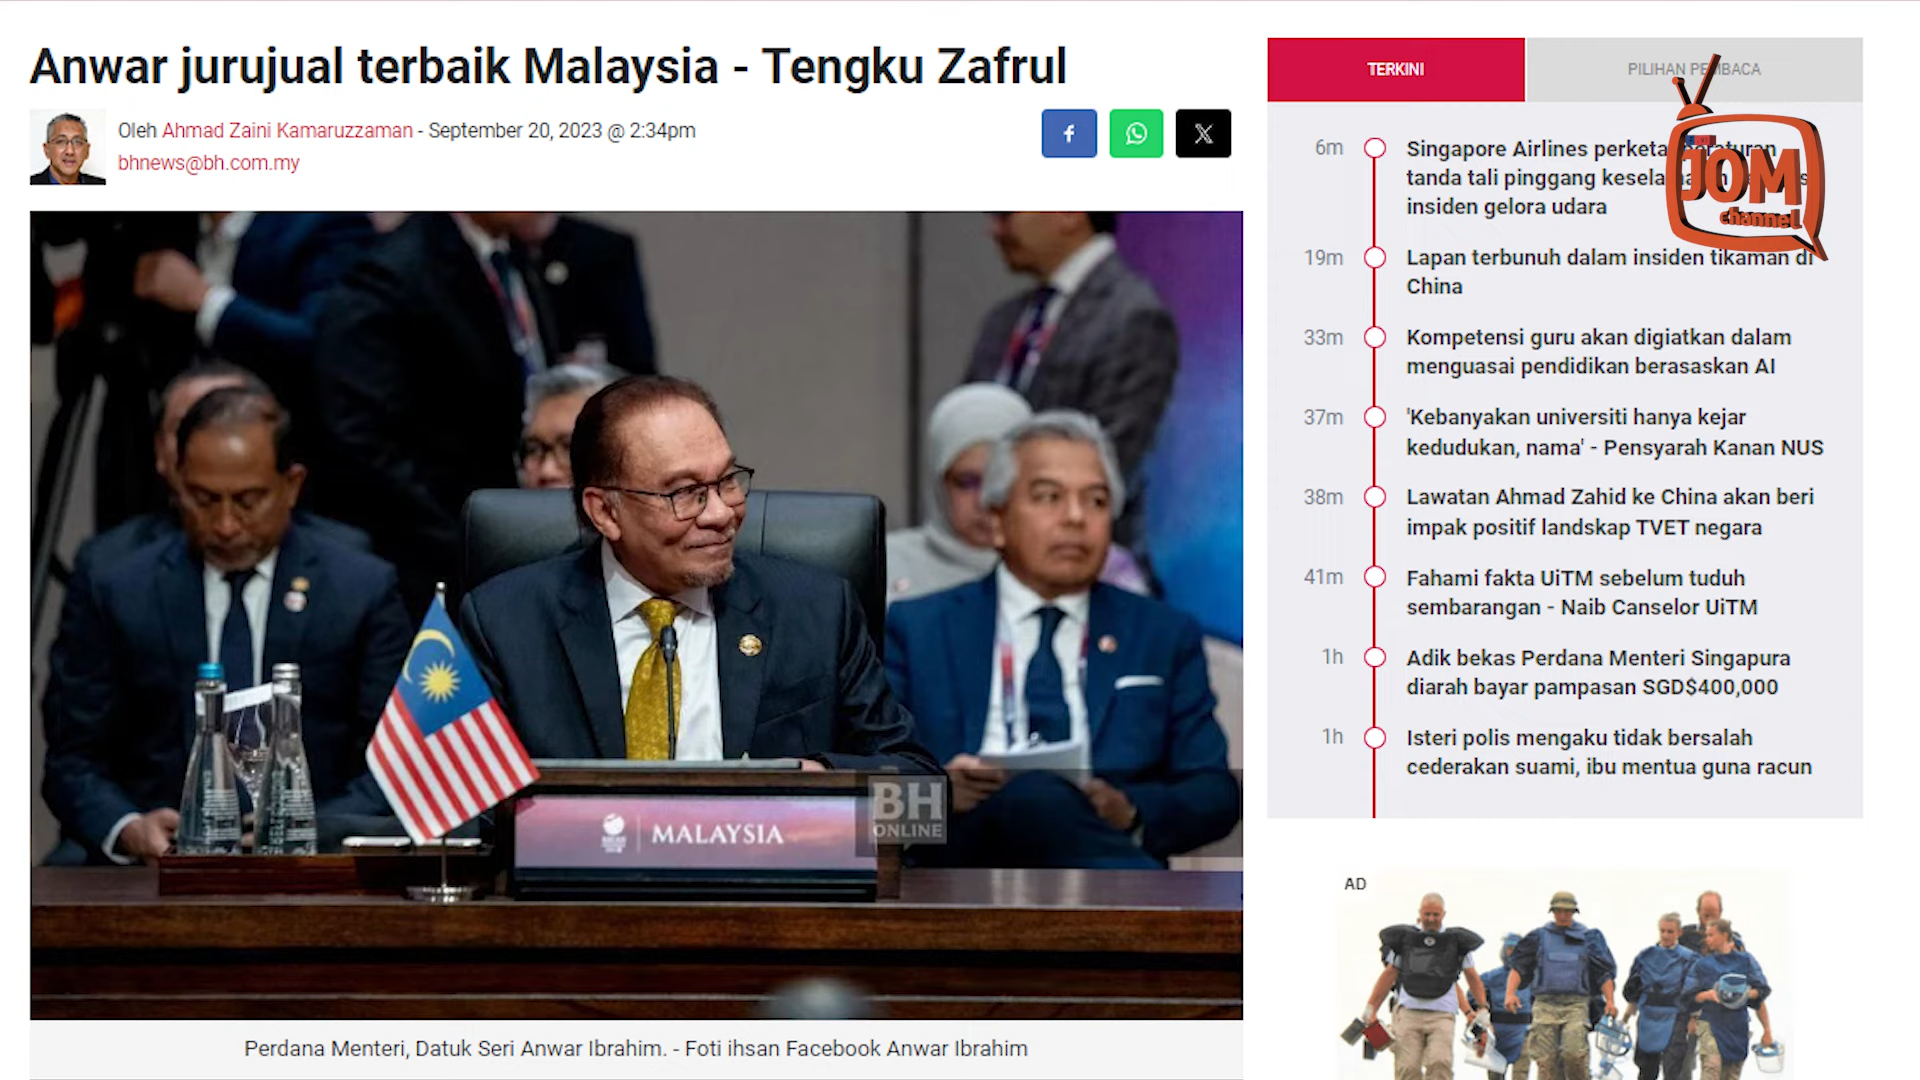 Anwar jurujual terbaik Malaysia - Tengku Zafrul
Oleh Ahmad Zaini Kamaruzzaman - September 20, 2023 @ 2:34pm
bhnews@bh.com.my
MALAYSIA
BH
ONLINE
Perdana Menteri, Datuk Seri Anwar Ibrahim. - Foti ihsan Facebook Anwar Ibrahim
TERKINI
PILIHAN PEMBACA
JOM
channel
6m
Singapore Airlines
tanda tali pinggang
insiden gelora udara
19m
Lapan terbunuh dalam insiden tikaman di
China
33m
Kompetensi guru akan digiatkan dalam
menguasai pendidikan berasaskan AI
37m
'Kebanyakan universiti hanya kejar
kedudukan, nama' - Pensyarah Kanan NUS
38m
Lawatan Ahmad Zahid ke China akan beri
impak positif landskap TVET negara
41m
Fahami fakta UiTM sebelum tuduh
sembarangan - Naib Canselor UiTM
1h
Adik bekas Perdana Menteri Singapura
diarah bayar pampasan SGD$400,000
1h
Isteri polis mengaku tidak bersalah
cederakan suami, ibu mentua guna racun
AD